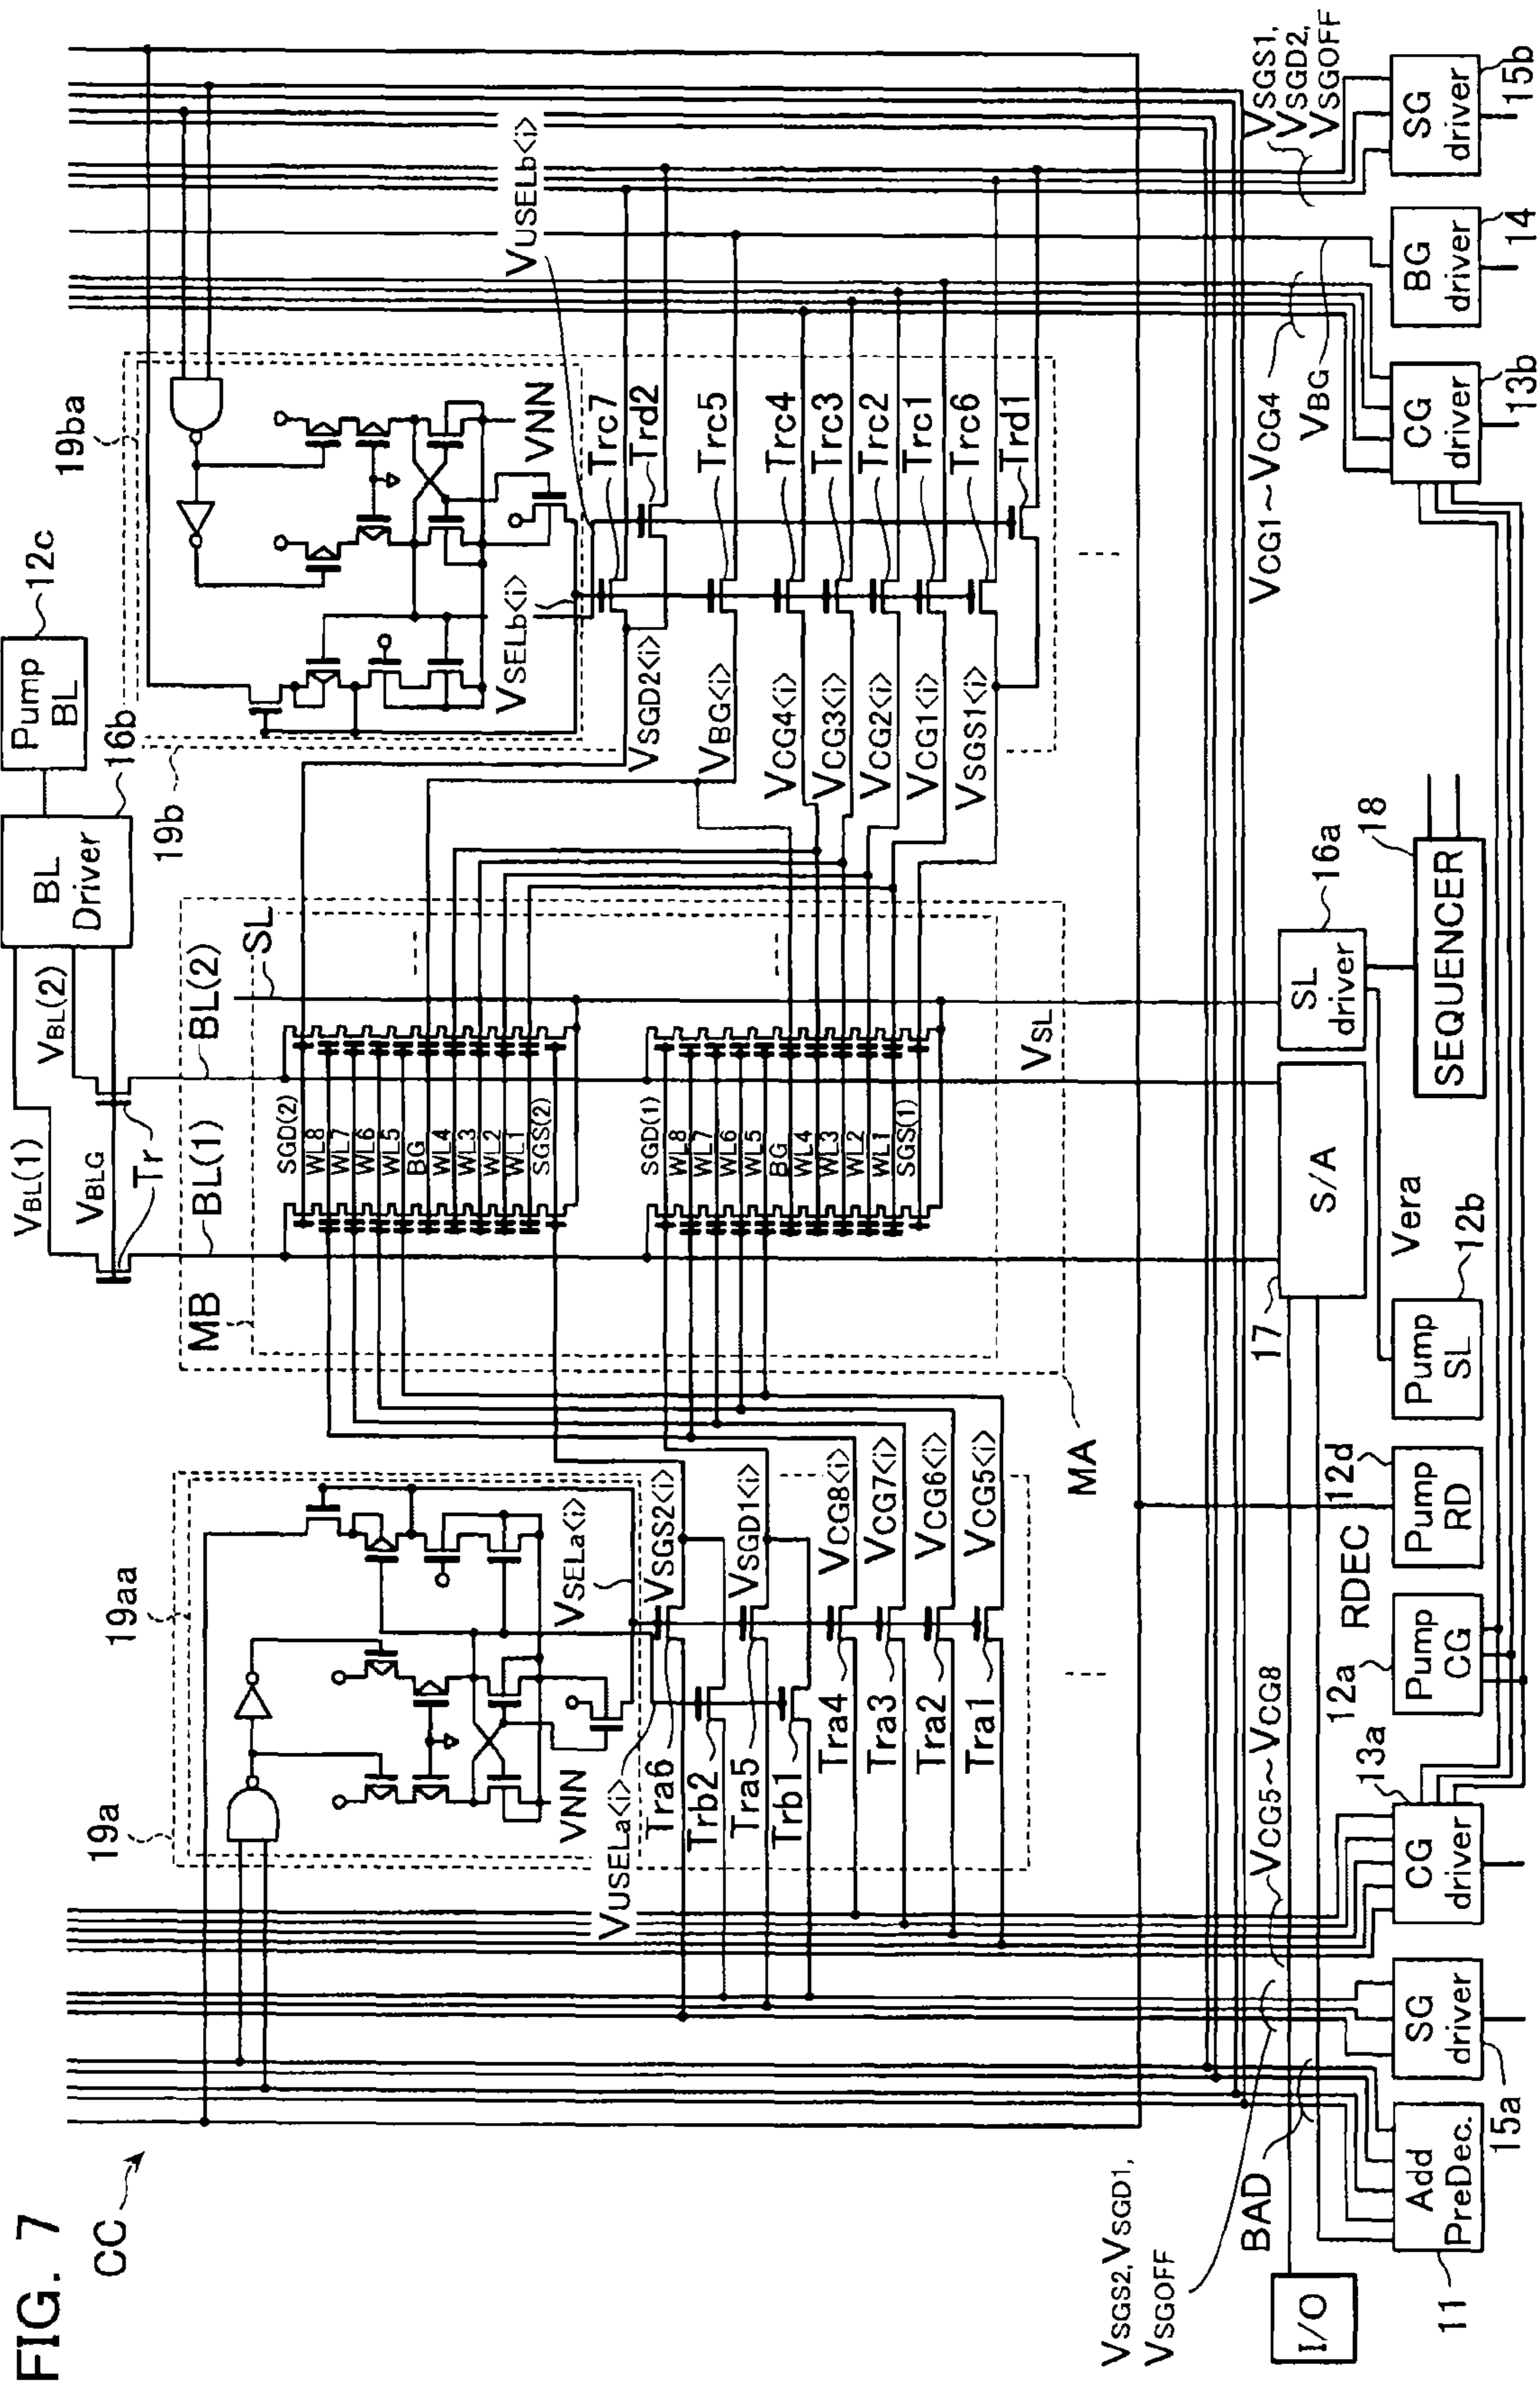 FIG. 7
CC
19a
19aa
VNN
VSELa<i>
VUSELa<i>
Tra6
Trb2
Tra5
Trb1
Tra4
Tra3
Tra2
Tra1
VSGS2<i>
VSGD1<i>
VCG8<i>
VCG7<i>
VCG6<i>
VCG5<i>
VBL(1)
VBLG
Tr
BL(1)
MB
MA
VBL(2)
BL(2)
SL
SGD(2)
WL8
WL7
WL6
WL5
BG
WL4
WL3
WL2
WL1
SGS(2)
SGD(1)
WL8
WL7
WL6
WL5
BG
WL4
WL3
WL2
WL1
SGS(1)
VSL
BL
Driver
16b
Pump
BL
12c
19b
19ba
VNN
VSELb<i>
VUSELb<i>
VSGD2<i>
VBG<i>
VCG4<i>
VCG3<i>
VCG2<i>
VCG1<i>
VSGS1<i>
Trc7
Trd2
Trc5
Trc4
Trc3
Trc2
Trc1
Trc6
Trd1
VSGS2,VSGD1,
VSGOFF
BAD
I/O
11
Add
PreDec.
15a
SG
driver
VCG5~VCG8
13a
CG
driver
12a
Pump
CG
RDEC
12d
Pump
RD
12b
Pump
SL
Vera
17
S/A
SL
driver
16a
SEQUENCER
18
VCG1~VCG4
VBG
CG
driver
13b
BG
driver
14
VSGS1,
VSGD2,
VSGOFF
SG
driver
15b